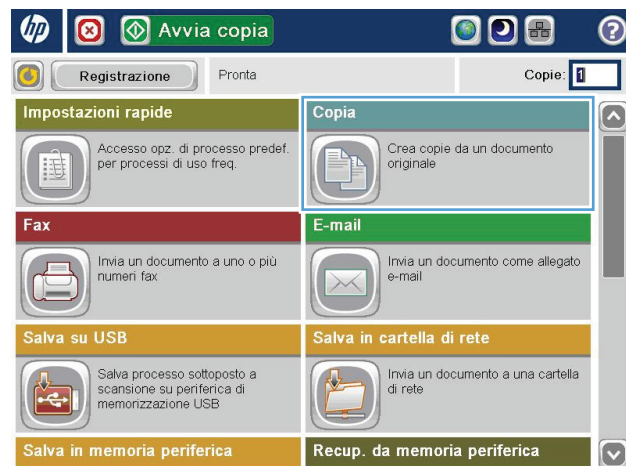 hp
Avvia copia
?
Registrazione
Pronta
Copie: 1
Impostazioni rapide
Accesso opz. di processo predef.
per processi di uso freq.
Copia
Crea copie da un documento
originale
Fax
Invia un documento a uno o più
numeri fax
E-mail
Invia un documento come allegato
e-mail
Salva su USB
Salva processo sottoposto a
scansione su periferica di
memorizzazione USB
Salva in cartella di rete
Invia un documento a una cartella
di rete
Salva in memoria periferica
Recup. da memoria periferica